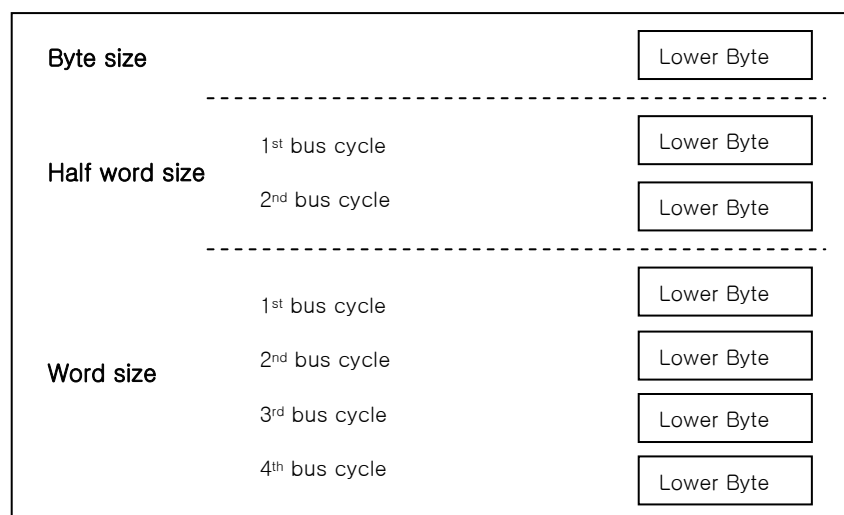 Byte size Lower Byte
1st bus cycle Lower Byte
Half word size
2nd bus cycle Lower Byte
1st bus cycle Lower Byte
2nd bus cycle Lower Byte
Word size
3rd bus cycle Lower Byte
4th bus cycle Lower Byte